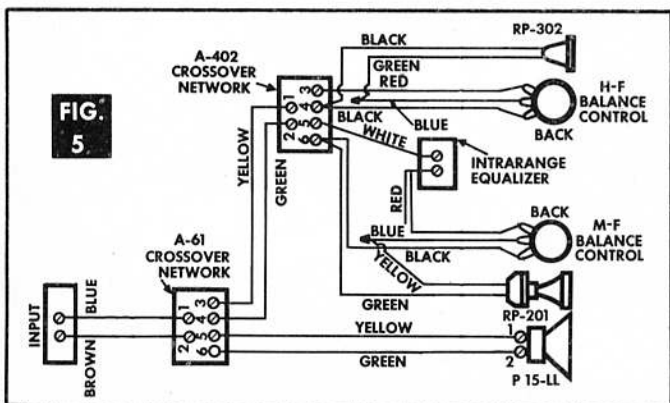 FIG.
5
A-402
CROSSOVER
NETWORK
BLACK
RP-302
GREEN
RED
H-F
BALANCE
CONTROL
BACK
1
2
3
4
5
6
BLACK
BLUE
WHITE
INTRARANGE
EQUALIZER
YELLOW
GREEN
RED
BACK
M-F
BALANCE
CONTROL
BLUE
BLACK
YELLOW
GREEN
RP-201
A-61
CROSSOVER
NETWORK
INPUT
BLUE
BROWN
1
2
3
4
5
6
YELLOW
GREEN
1
2
P 15-LL